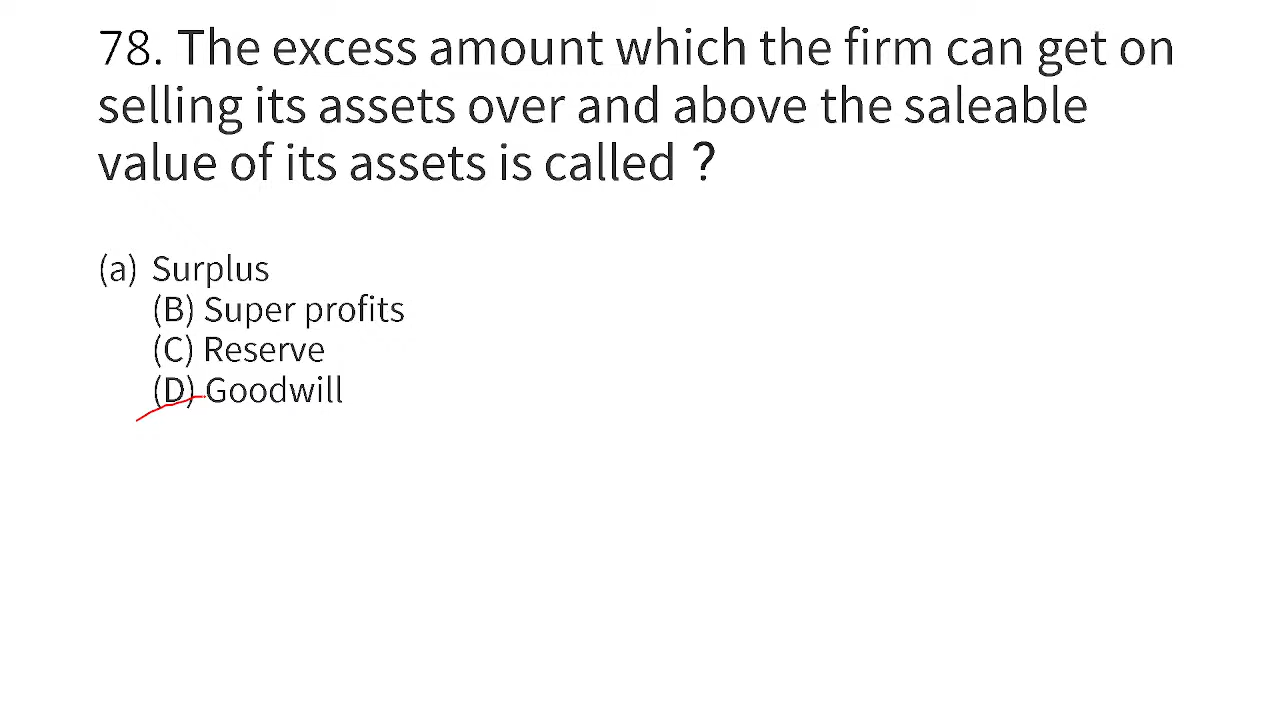 78. The excess amount which the firm can get on
selling its assets over and above the saleable
value of its assets is called ?
(a) Surplus
(B) Super profits
(C) Reserve
(D) Goodwill